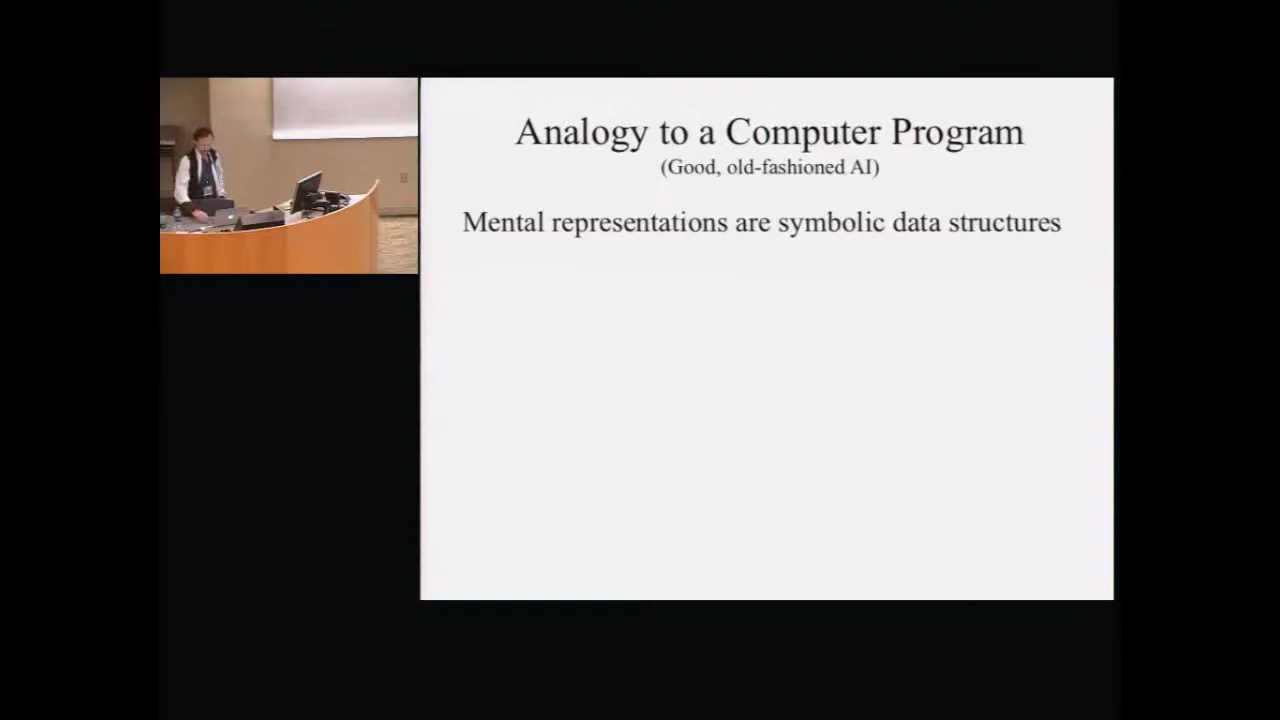 Analogy to a Computer Program
(Good, old-fashioned AI)
Mental representations are symbolic data structures